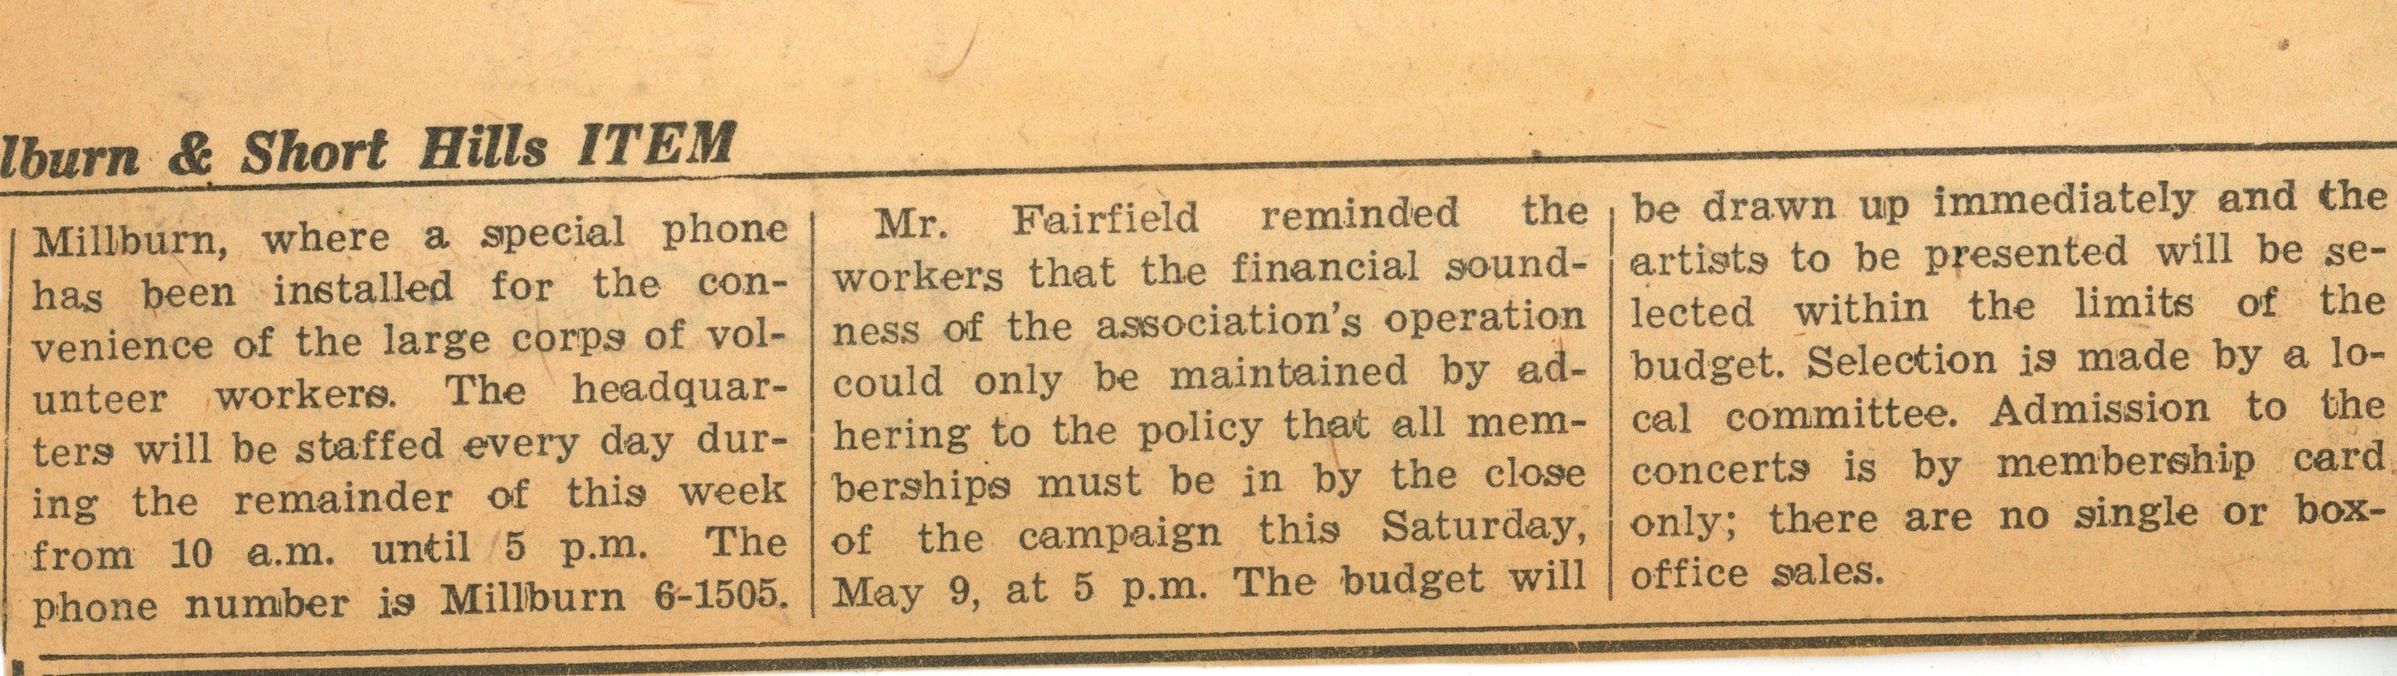 lburn & Short Hills ITEM
Millburn, where a special phone
has been installed for the con-
venience of the large corps of vol-
unteer workers. The headquar-
ters will be staffed every day dur-
ing the remainder of this week
from 10 a.m. until 5 p.m. The
phone number is Millburn 6-1505.
Mr. Fairfield reminded the
workers that the financial sound-
ness of the association's operation
could only be maintained by ad-
hering to the policy that all mem-
berships must be in by the close
of the campaign this Saturday,
May 9, at 5 p.m. The budget will
be drawn up immediately and the
artists to be presented will be se-
lected within the limits of the
budget. Selection is made by a lo-
cal committee. Admission to the
concerts is by membership card
only; there are no single or box-
office sales.